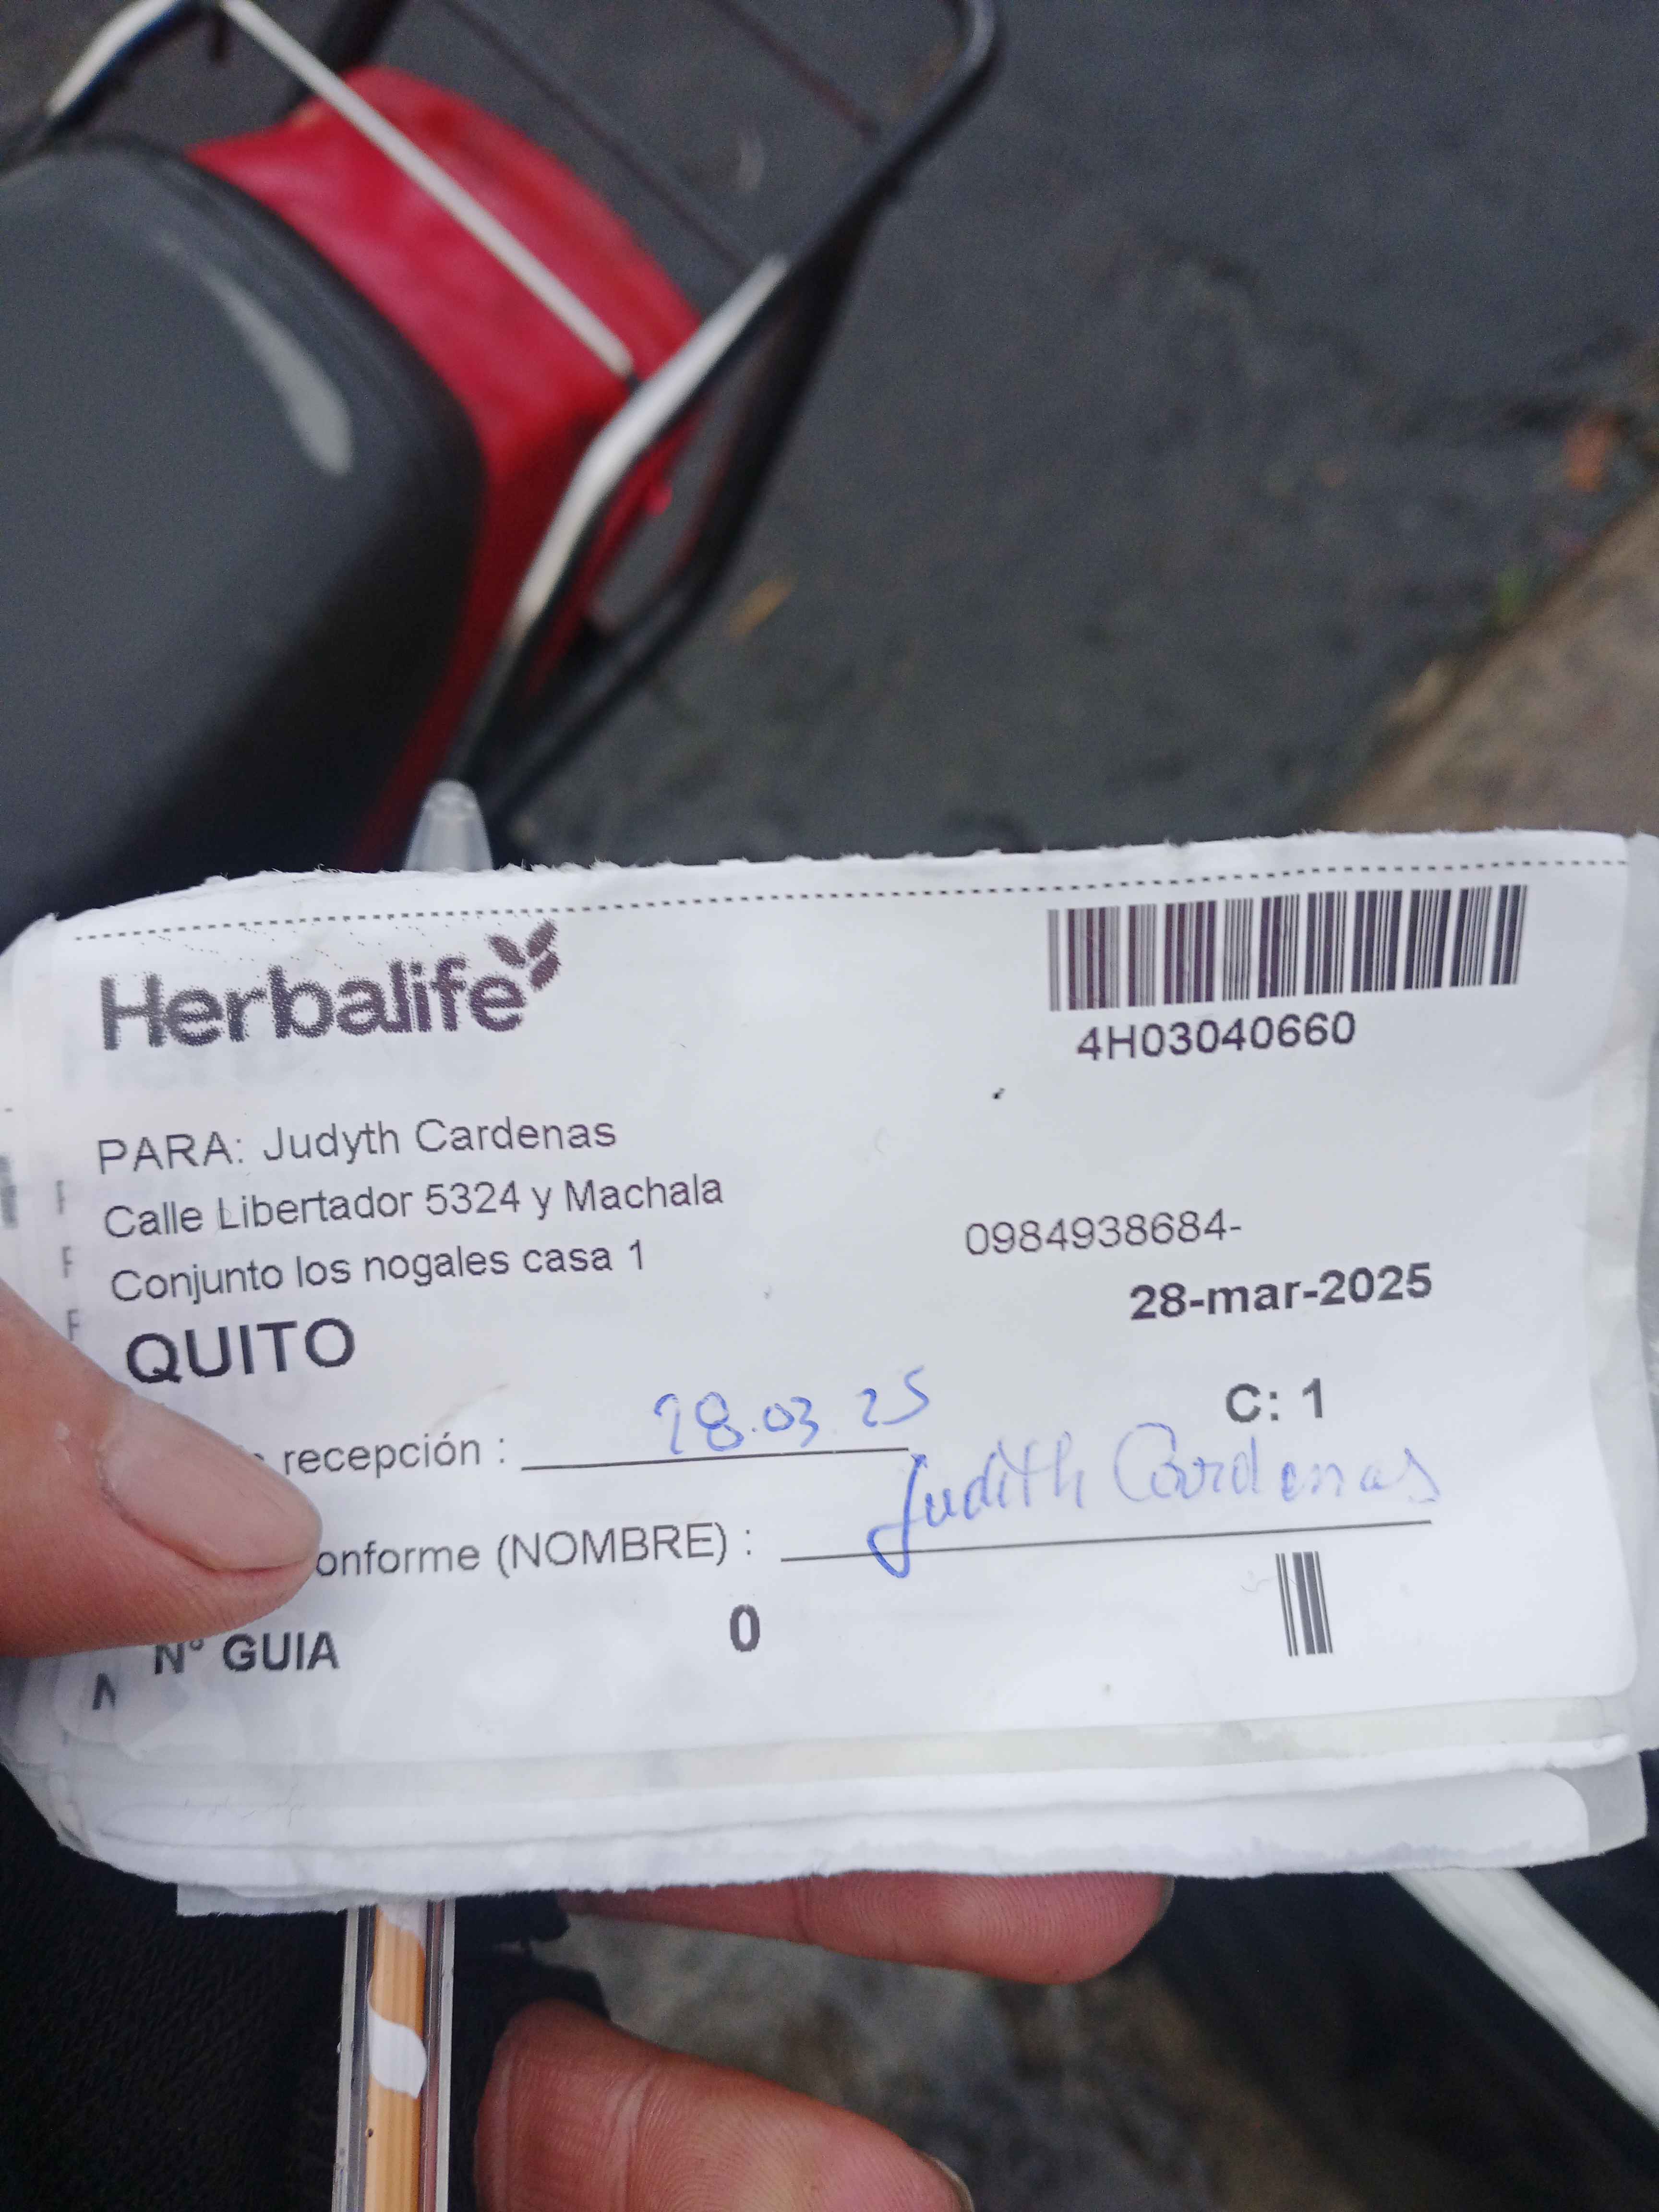 Herbalife
4H03040660
PARA: Judyth Cardenas
Calle Libertador 5324 y Machala
0984938684-
Conjunto los nogales casa 1
28-mar-2025
QUITO
C: 1
recepción : 28.03 25
onforme (NOMBRE) : Judith Cardenas
N° GUIA 0